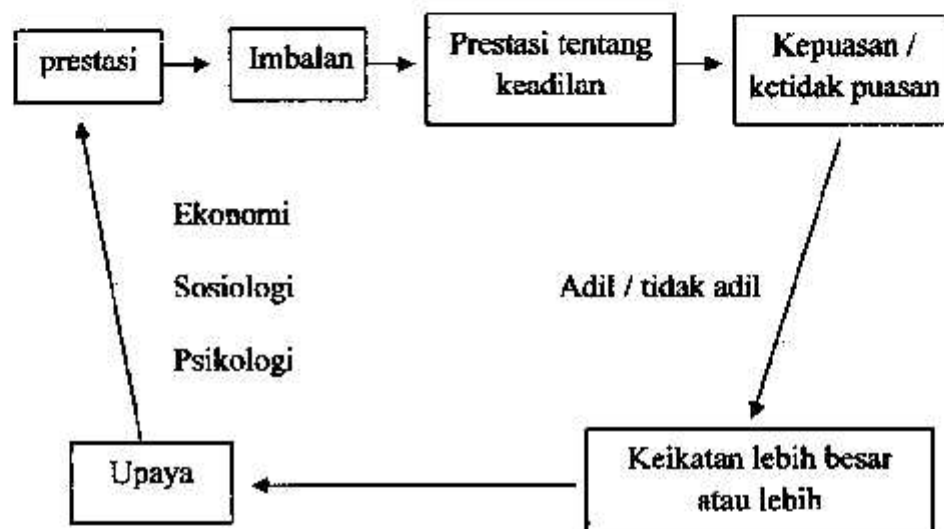 prestasi
Imbalan
Prestasi tentang
keadilan
Kepuasan /
ketidak puasan
Ekonomi
Sosiologi
Psikologi
Adil / tidak adil
Upaya
Keikatan lebih besar
atau lebih